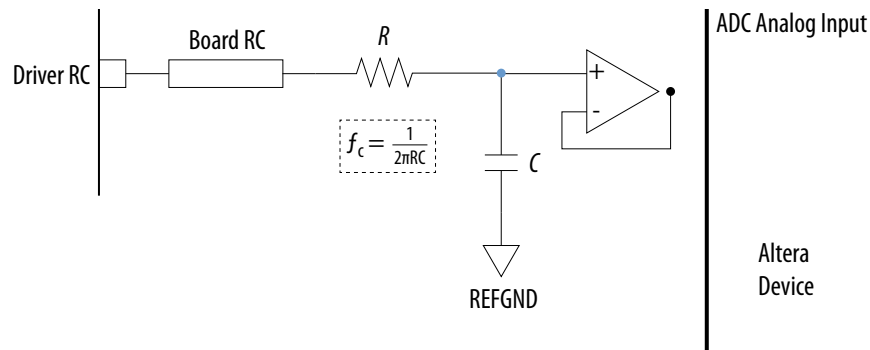 ADC Analog Input
Board RC
R
Driver RC
+
-
f_c = 1/(2πRC)
C
REFGND
Altera
Device